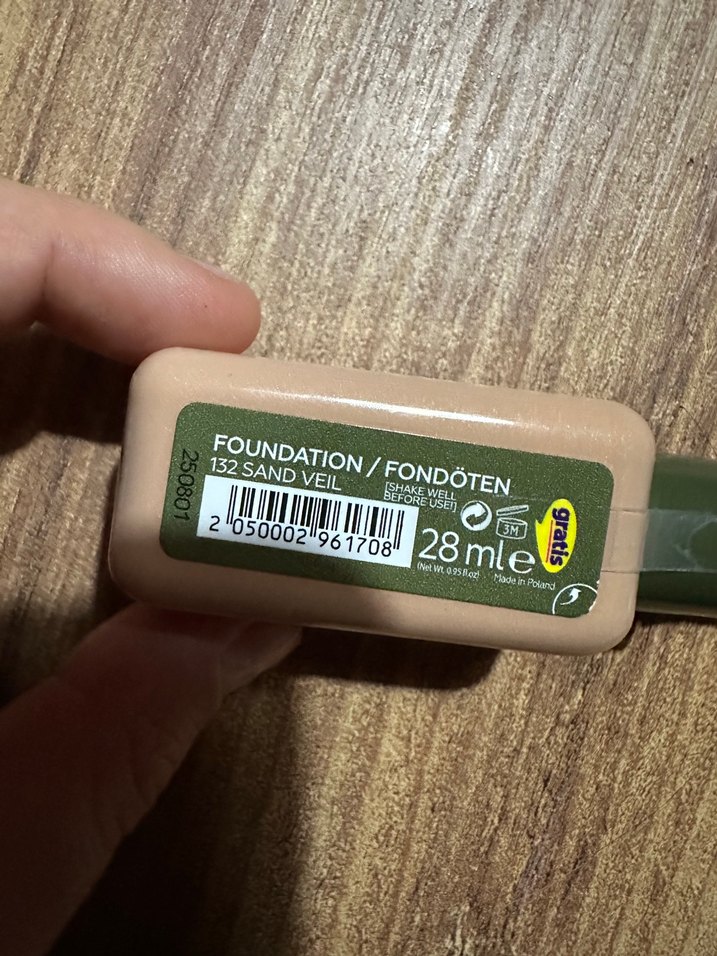 FOUNDATION / FONDÖTEN
132 SAND VEIL
[SHAKE WELL
BEFORE USE!]
250801
2 050002 961708
3M
gratis
28 ml e
(Net Wt. 0.95 fl.oz)
Made in Poland